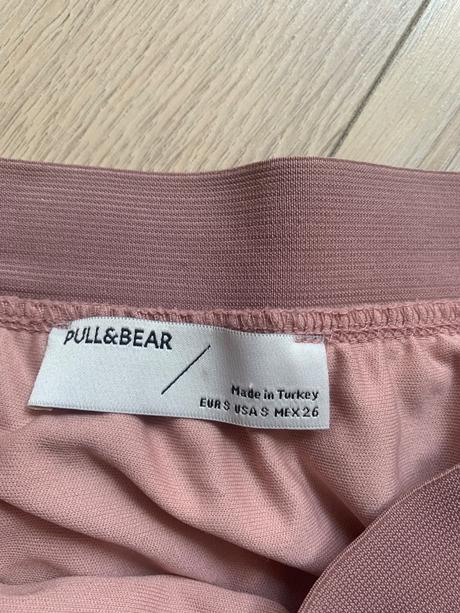 PULL&BEAR
Made in Turkey
EUR S USA S MEX 26